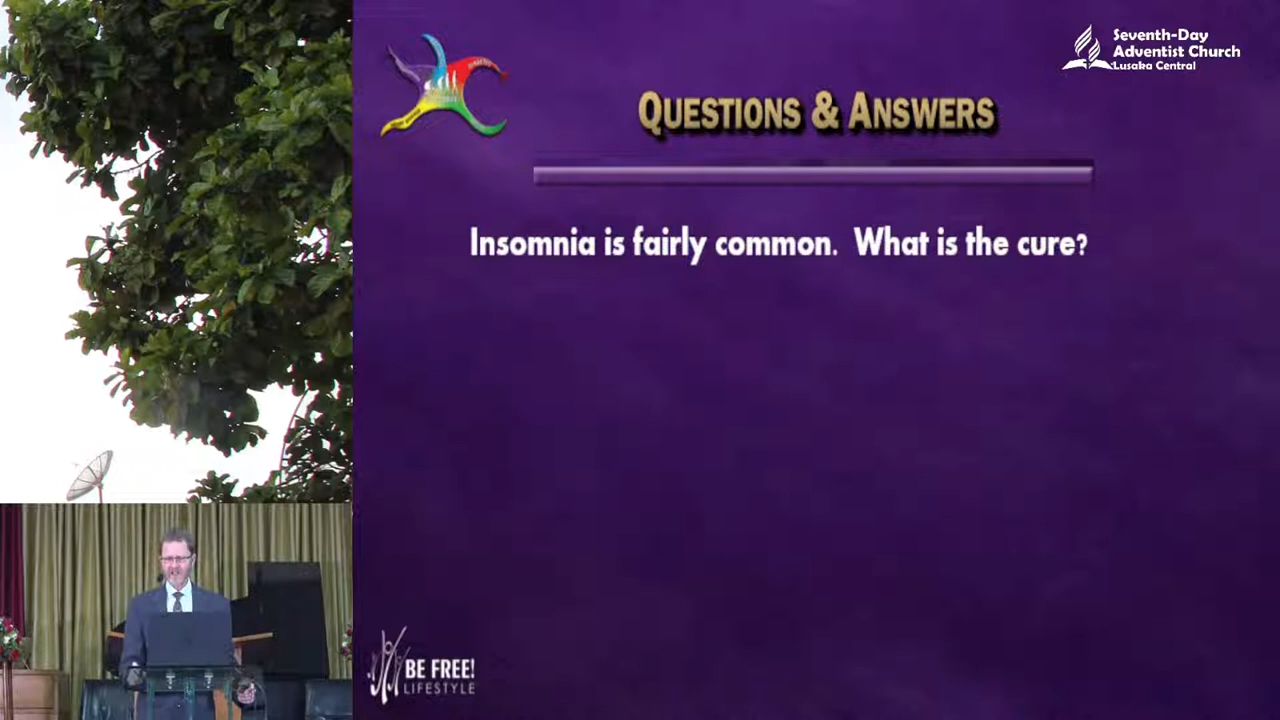 Seventh-Day
Adventist Church
Lusaka Central
QUESTIONS & ANSWERS
Insomnia is fairly common. What is the cure?
BE FREE!
LIFESTYLE